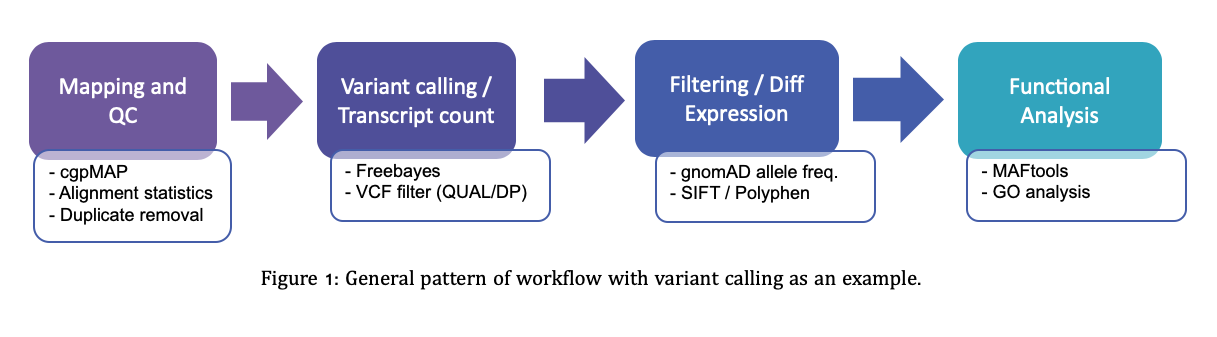 Mapping and
QC
- cgpMAP
- Alignment statistics
- Duplicate removal
Variant calling /
Transcript count
- Freebayes
- VCF filter (QUAL/DP)
Filtering / Diff
Expression
- gnomAD allele freq.
- SIFT / Polyphen
Functional
Analysis
- MAFtools
- GO analysis
Figure 1: General pattern of workflow with variant calling as an example.